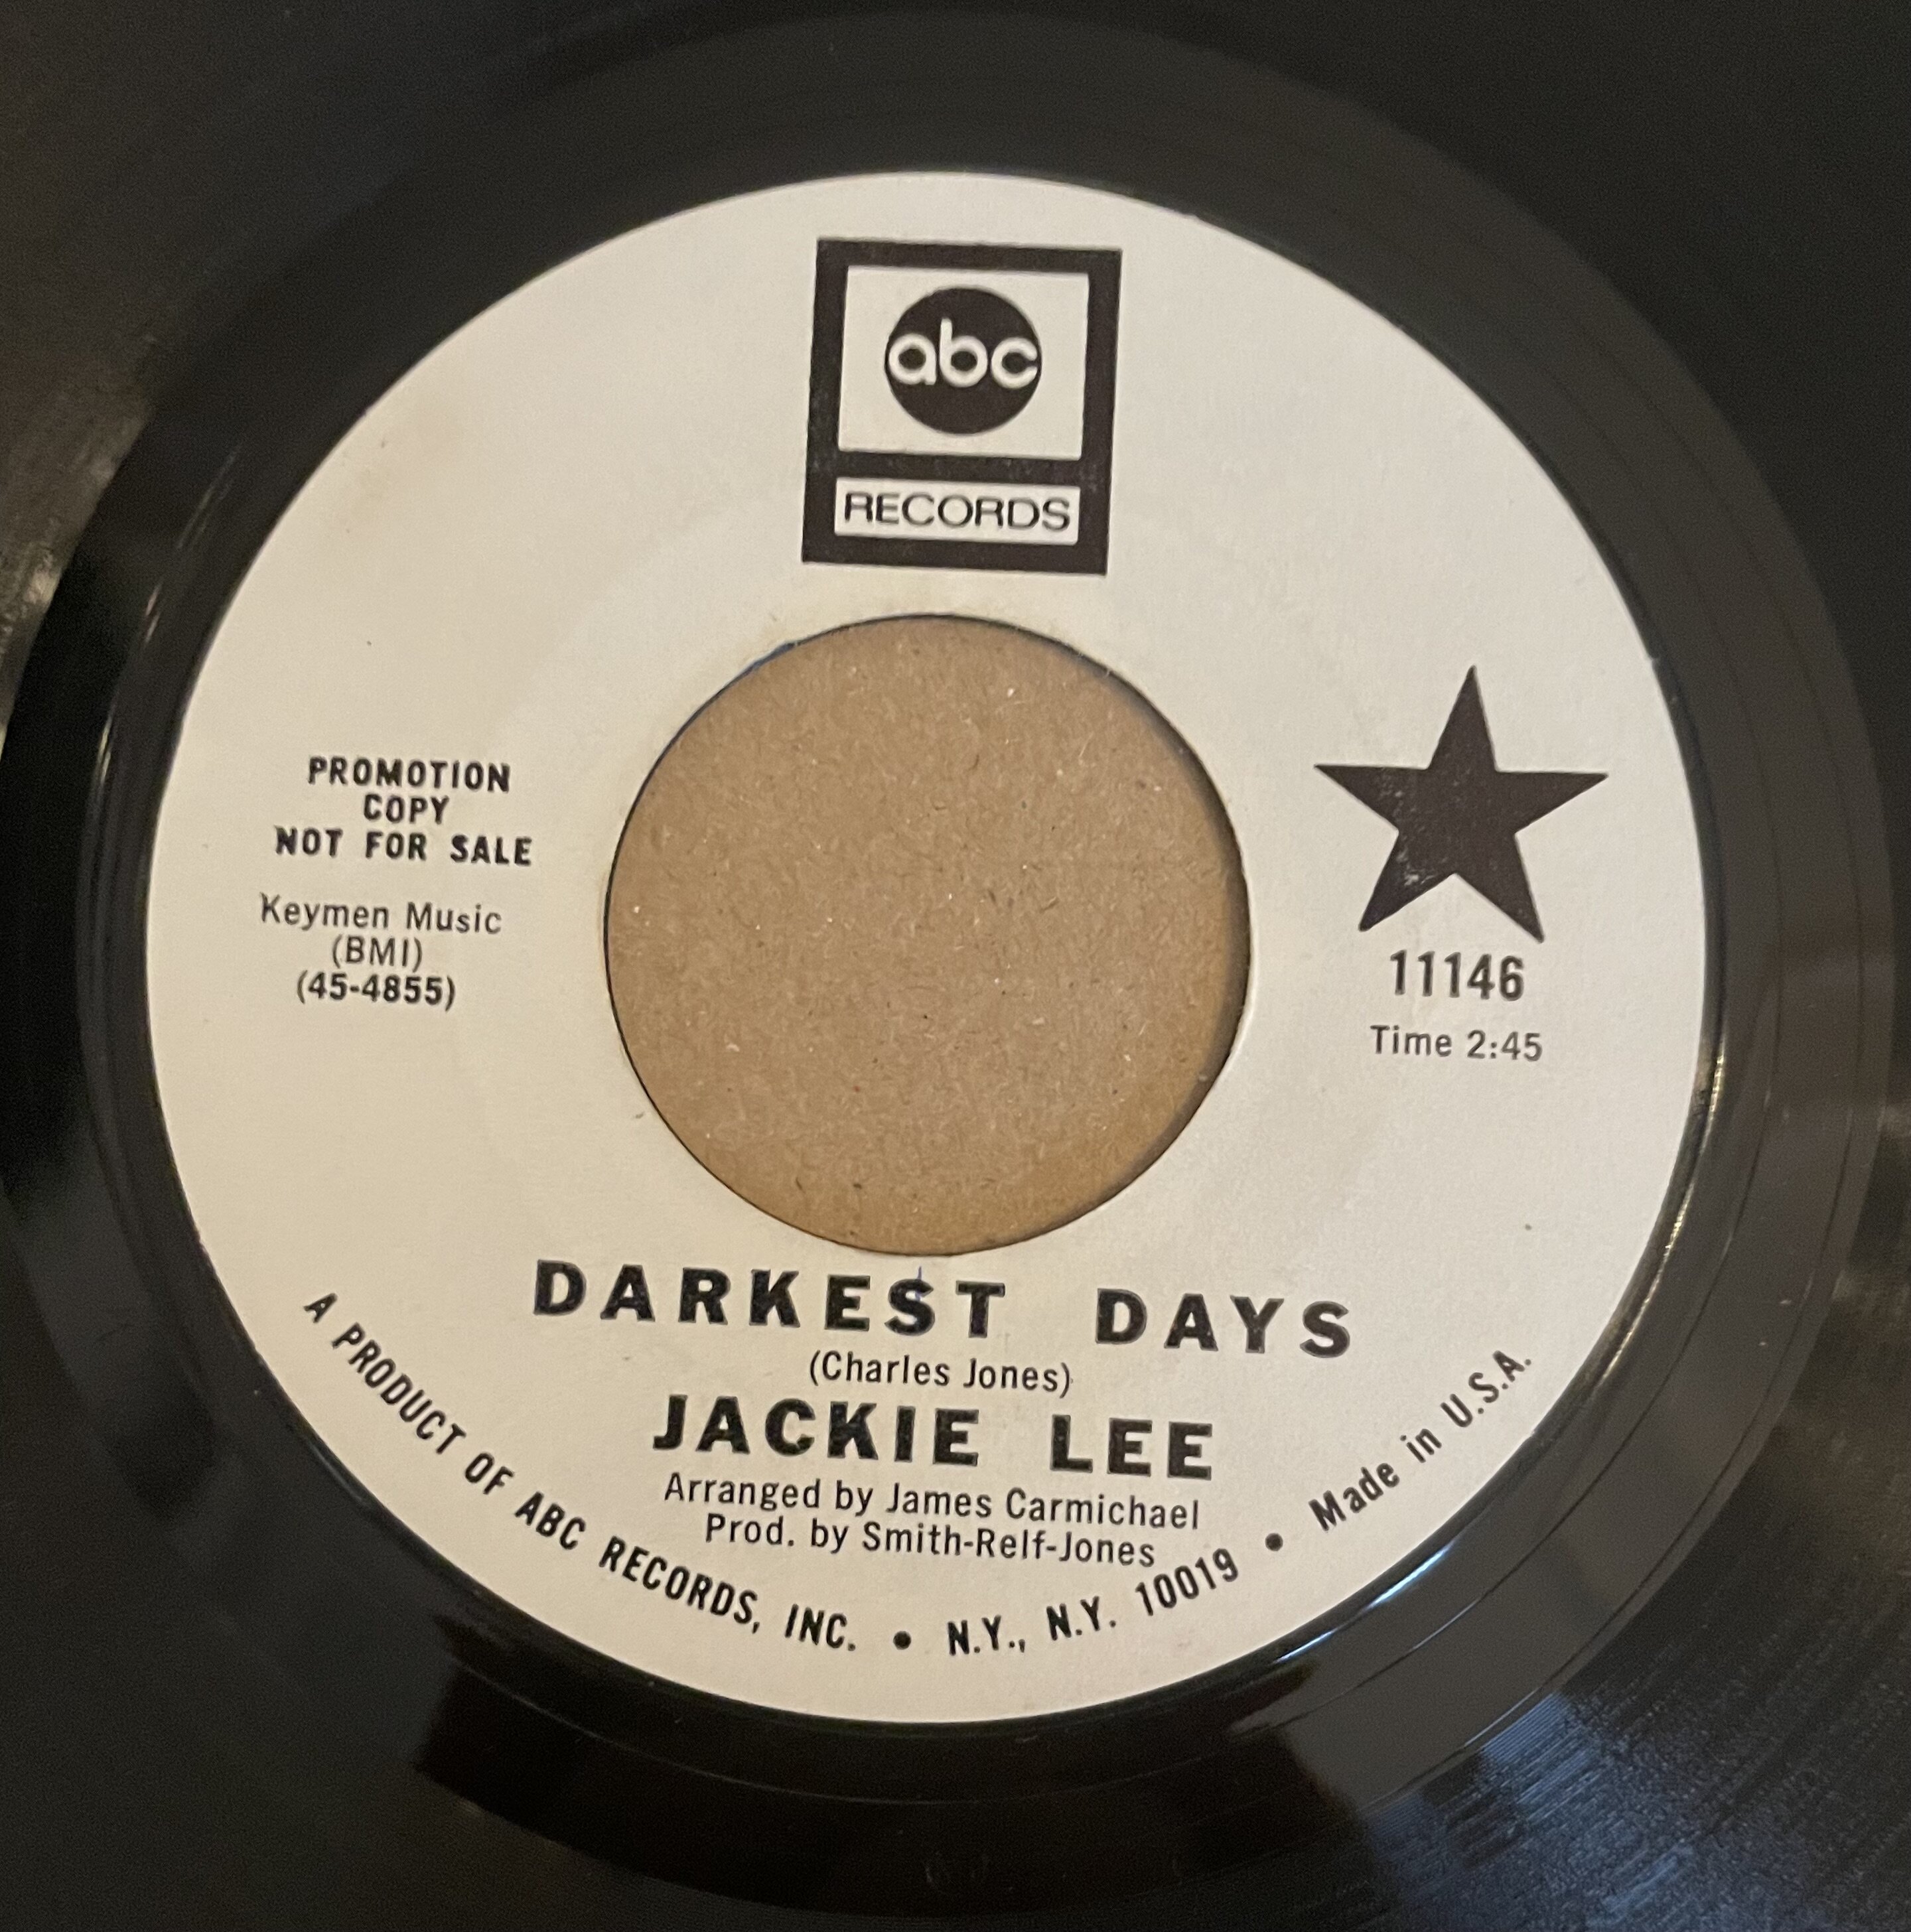 abc
RECORDS
PROMOTION
COPY
NOT FOR SALE
Keymen Music
(BMI)
(45-4855)
11146
Time 2:45
DARKEST DAYS
(Charles Jones)
JACKIE LEE
Arranged by James Carmichael
Prod. by Smith-Relf-Jones
A PRODUCT OF ABC RECORDS, INC. • N.Y., N.Y. 10019 • Made in U.S.A.